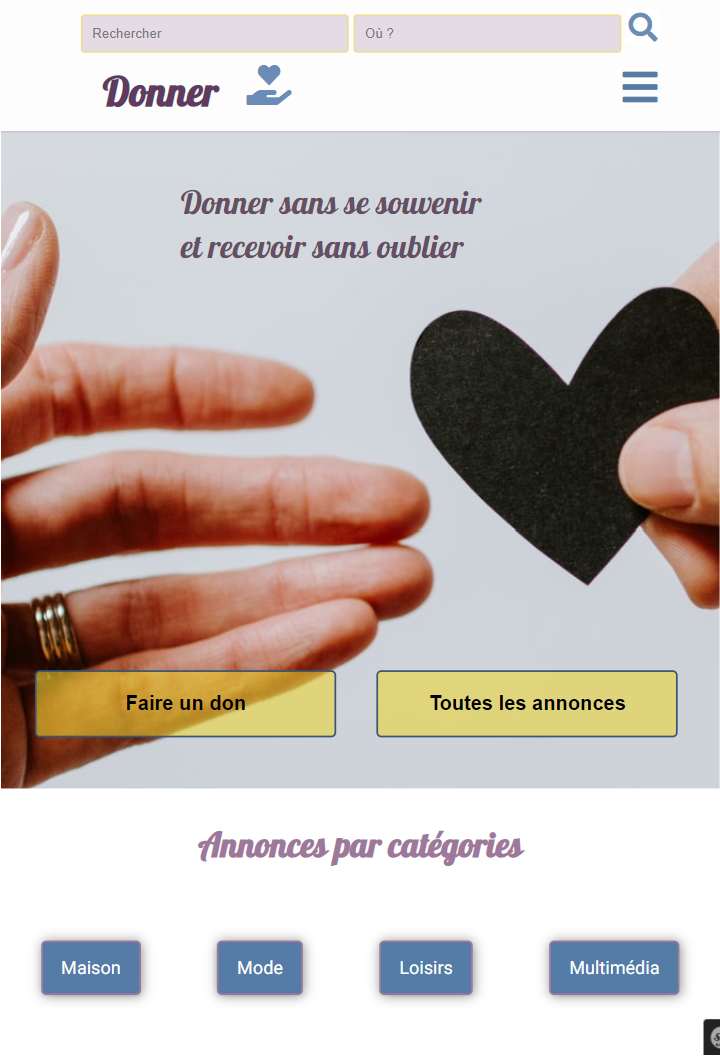 Rechercher
Où ?
Donner
Donner sans se souvenir
et recevoir sans oublier
Faire un don
Toutes les annonces
Annonces par catégories
Maison
Mode
Loisirs
Multimédia